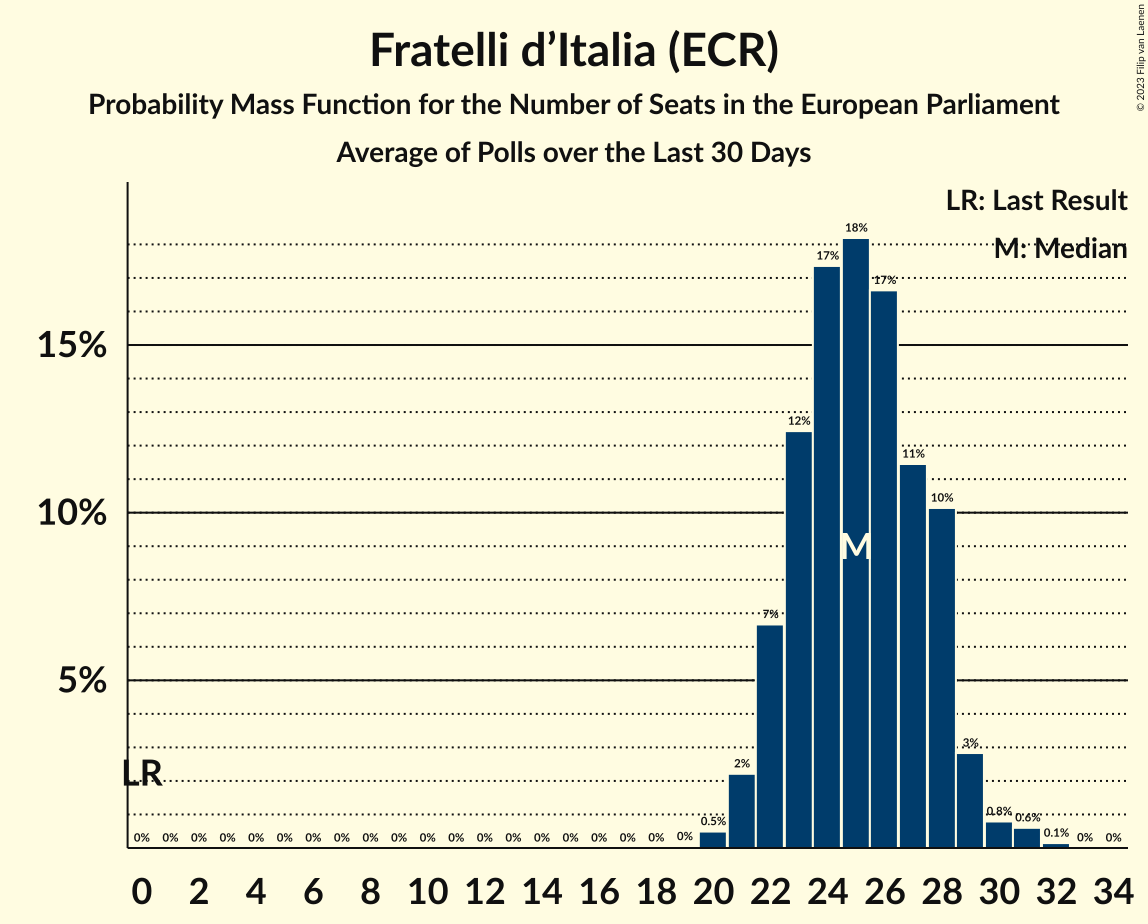 Fratelli d’Italia (ECR)
Probability Mass Function for the Number of Seats in the European Parliament
Average of Polls over the Last 30 Days
© 2023 Filip van Laenen
LR: Last Result
M: Median
18%
17%
17%
15%
12%
11%
10%
10%
M
7%
5%
3%
2%
LR
0% 0% 0% 0% 0% 0% 0% 0% 0% 0% 0% 0% 0% 0% 0% 0% 0% 0% 0% 0% 0.5% 0.8% 0.6% 0.1% 0% 0%
0 2 4 6 8 10 12 14 16 18 20 22 24 26 28 30 32 34